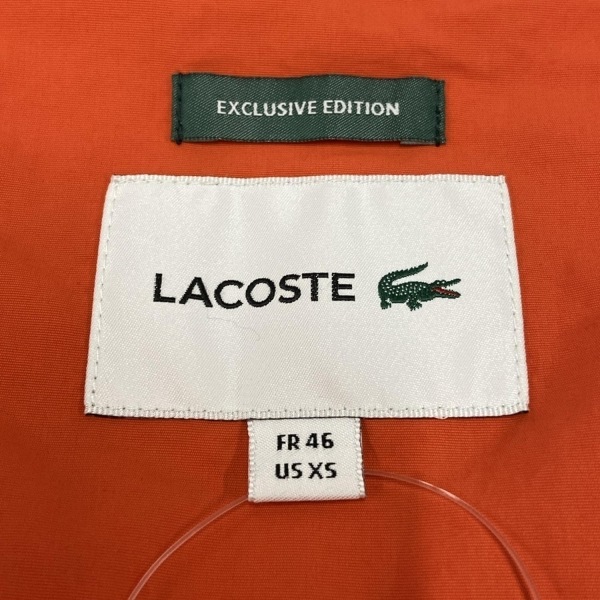 EXCLUSIVE EDITION
LACOSTE
FR 46
US XS